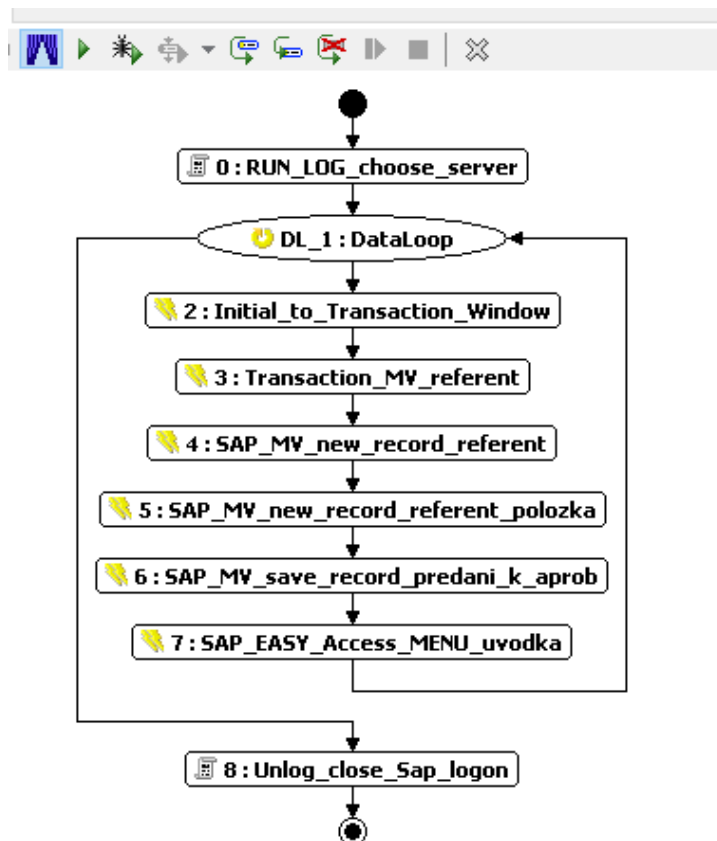 0 : RUN_LOG_choose_server
DL_1 : DataLoop
2 : Initial_to_Transaction_Window
3 : Transaction_MV_referent
4 : SAP_MV_new_record_referent
5 : SAP_MV_new_record_referent_polozka
6 : SAP_MV_save_record_predani_k_aprob
7 : SAP_EASY_Access_MENU_uvodka
8 : Unlog_close_Sap_logon